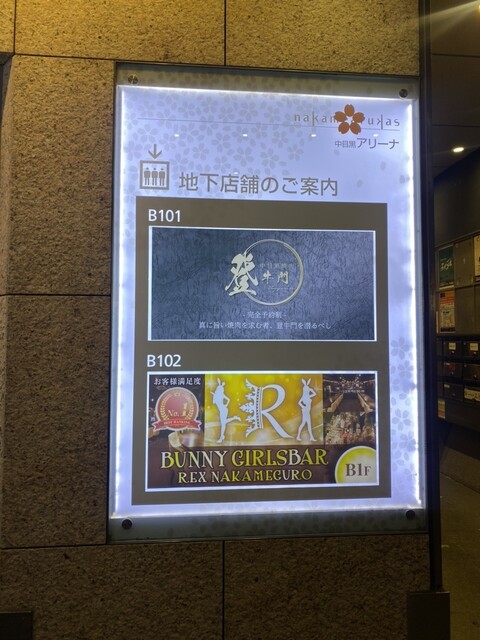 中目黒アリーナ
地下店舗のご案内
B101
登牛門
-完全予約制-
真に旨い焼肉を求む者、登牛門を潜るべし
B102
お客様満足度
No.1
R
BUNNY GIRLSBAR
REX NAKAMEGURO
B1F